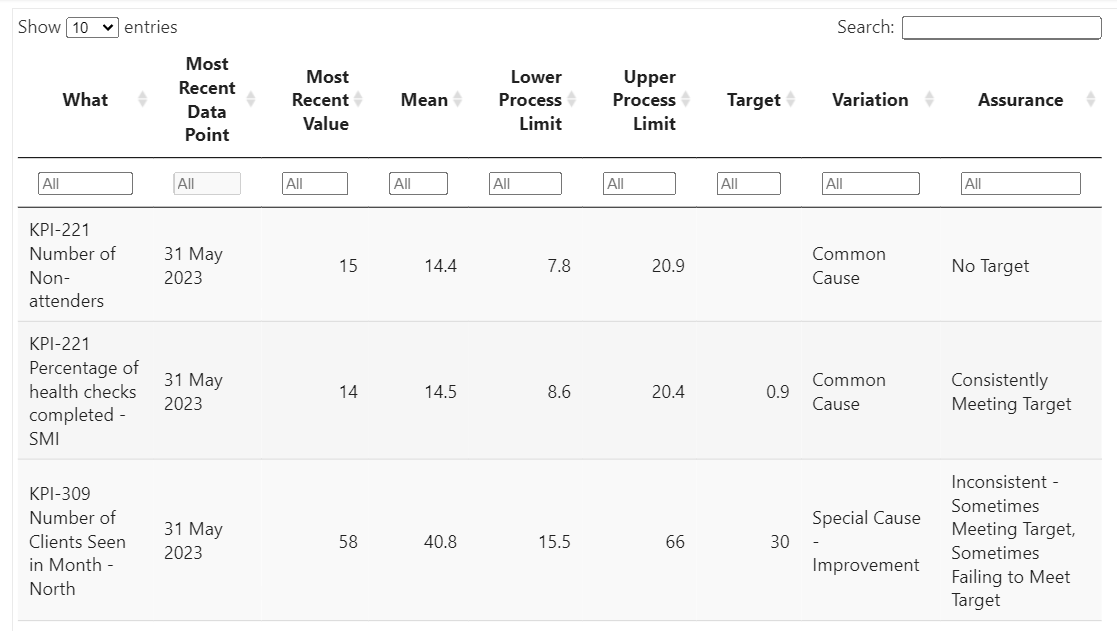 Show 10 entries
Search:
What
Most
Recent
Data
Point
Most
Recent
Value
Mean
Lower
Process
Limit
Upper
Process
Limit
Target
Variation
Assurance
All
All
All
All
All
All
All
All
All
KPI-221
Number of
Non-
attenders
31 May
2023
15
14.4
7.8
20.9
Common
Cause
No Target
KPI-221
Percentage of
health checks
completed -
SMI
31 May
2023
14
14.5
8.6
20.4
0.9
Common
Cause
Consistently
Meeting Target
KPI-309
Number of
Clients Seen
in Month -
North
31 May
2023
58
40.8
15.5
66
30
Special Cause
-
Improvement
Inconsistent -
Sometimes
Meeting Target,
Sometimes
Failing to Meet
Target